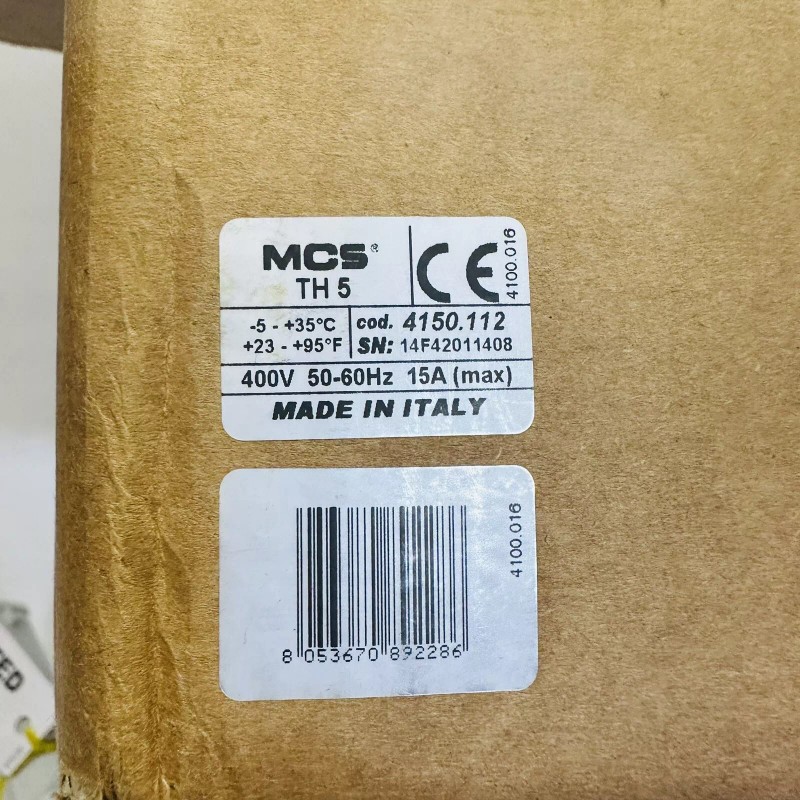 MCS®
TH 5
CE
4100.016
-5 - +35°C
+23 - +95°F
cod. 4150.112
SN: 14F42011408
400V 50-60Hz 15A (max)
MADE IN ITALY
4100.016
8 053670 892286